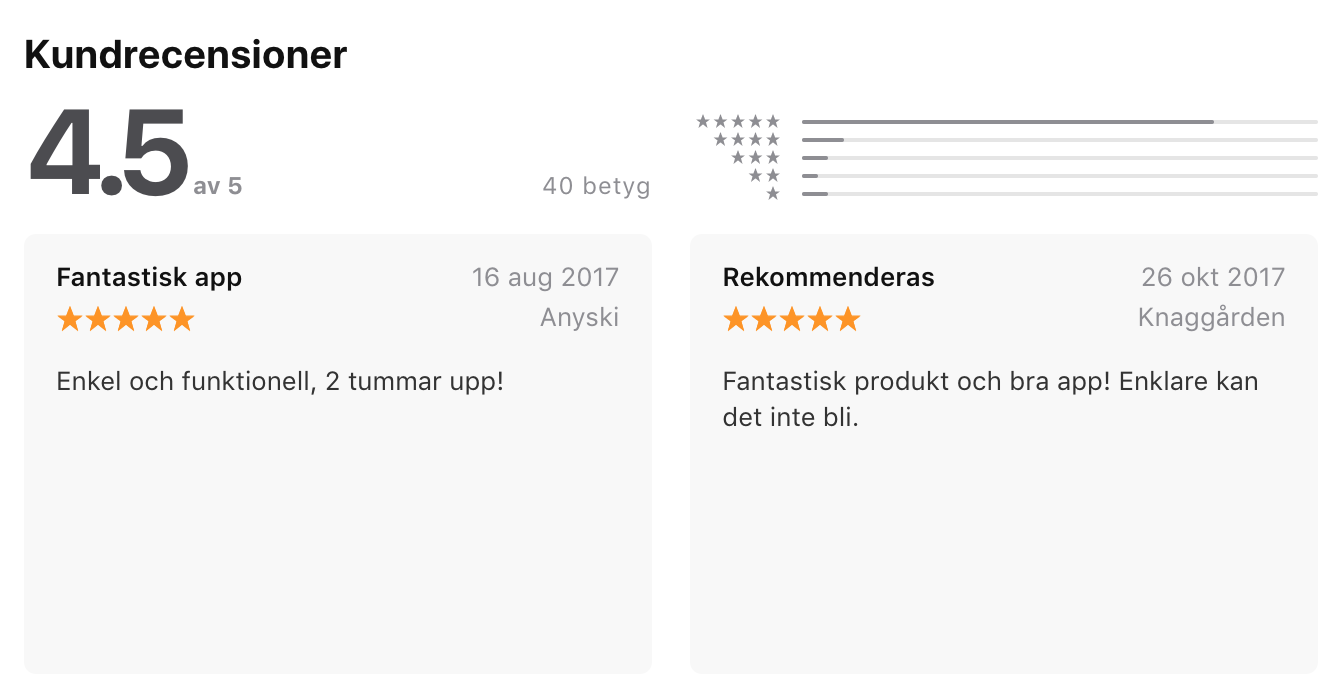 Kundrecensioner
4.5 av 5
40 betyg
Fantastisk app
16 aug 2017
Anyski
Enkel och funktionell, 2 tummar upp!
Rekommenderas
26 okt 2017
Knaggården
Fantastisk produkt och bra app! Enklare kan
det inte bli.